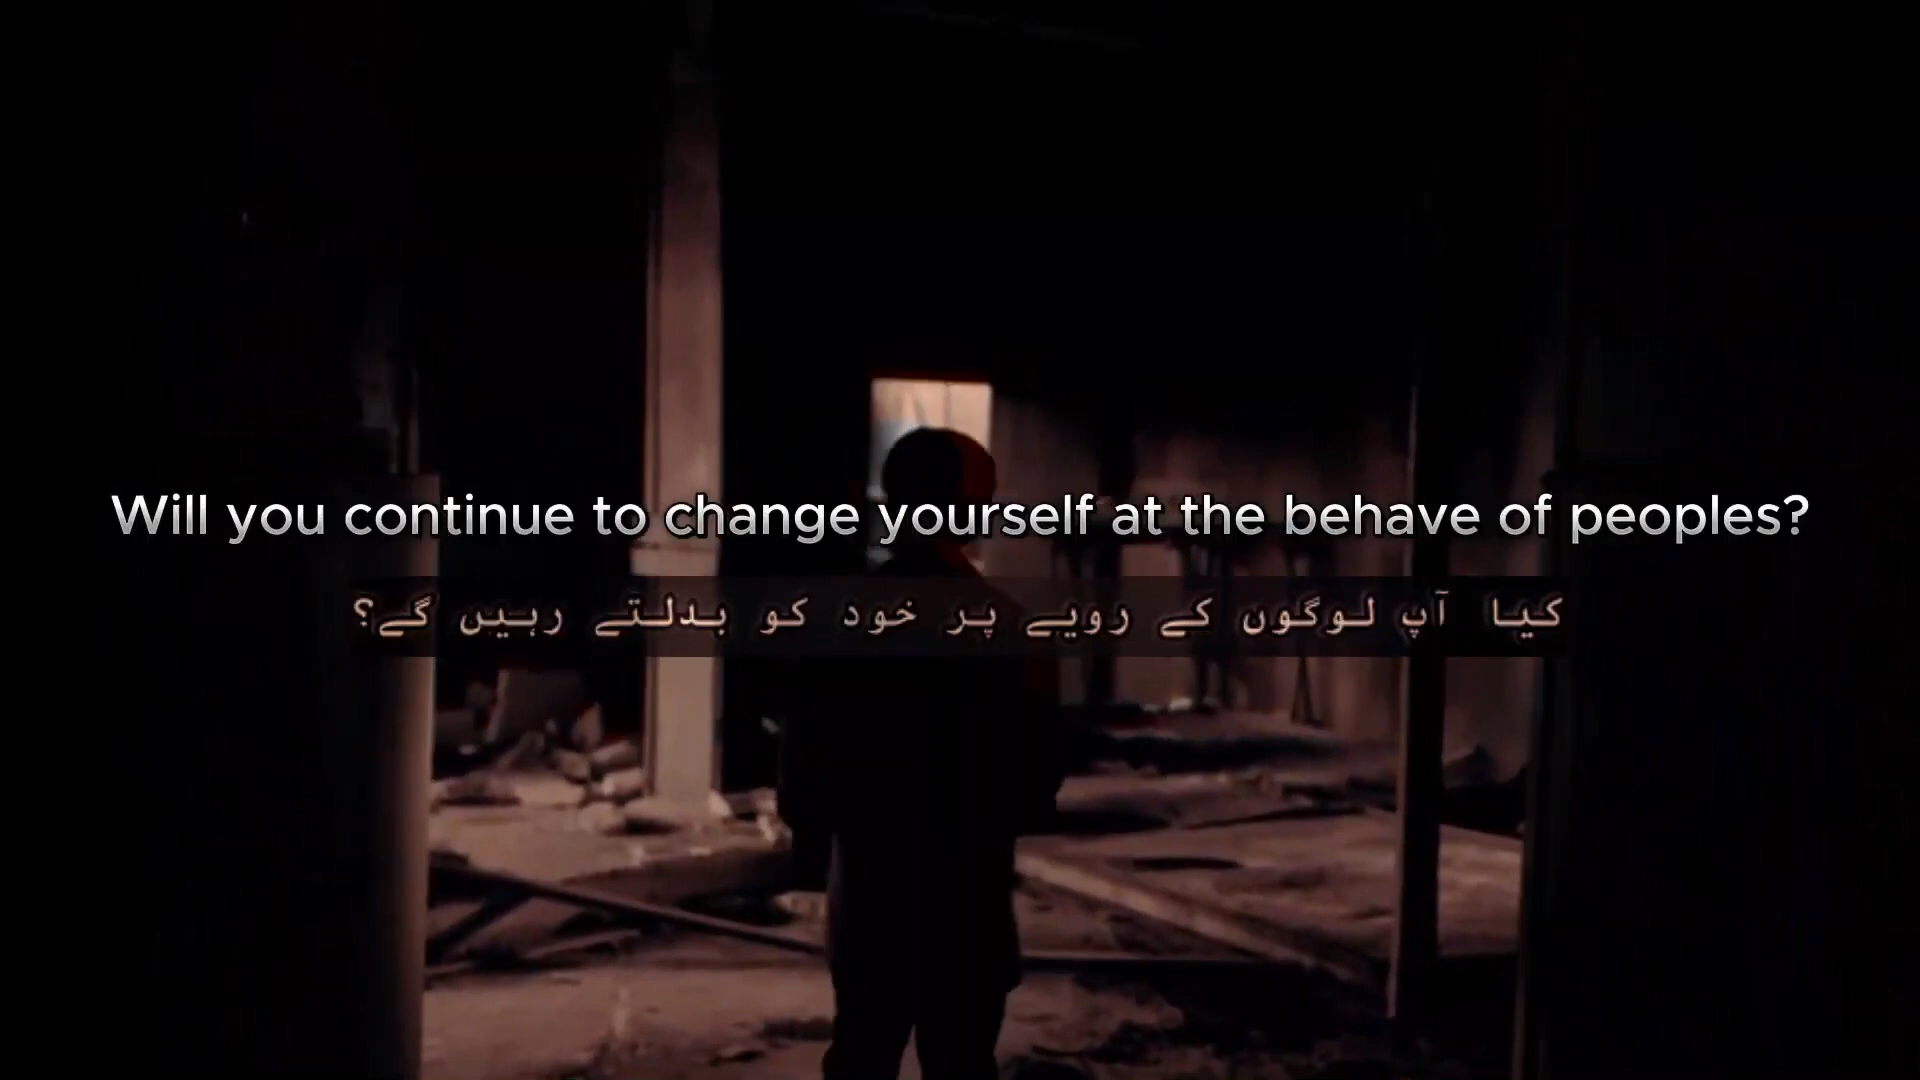 Will you continue to change yourself at the behave of peoples?
کیا آپ لوگوں کے رویے پر خود کو بدلتے رہیں گے؟